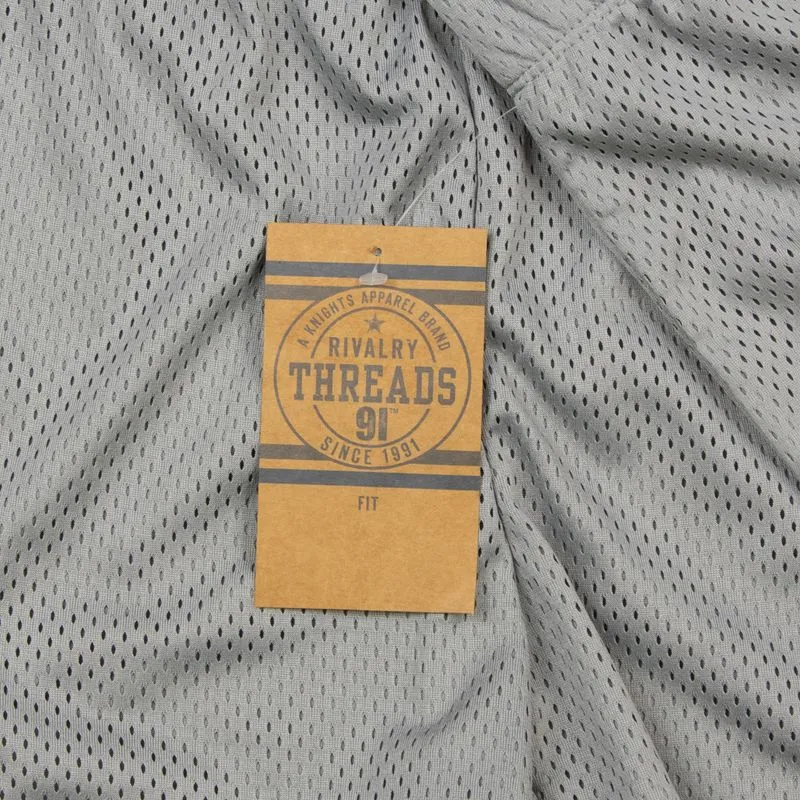 A KNIGHTS APPAREL BRAND
RIVALRY
THREADS
91™
SINCE 1991
FIT